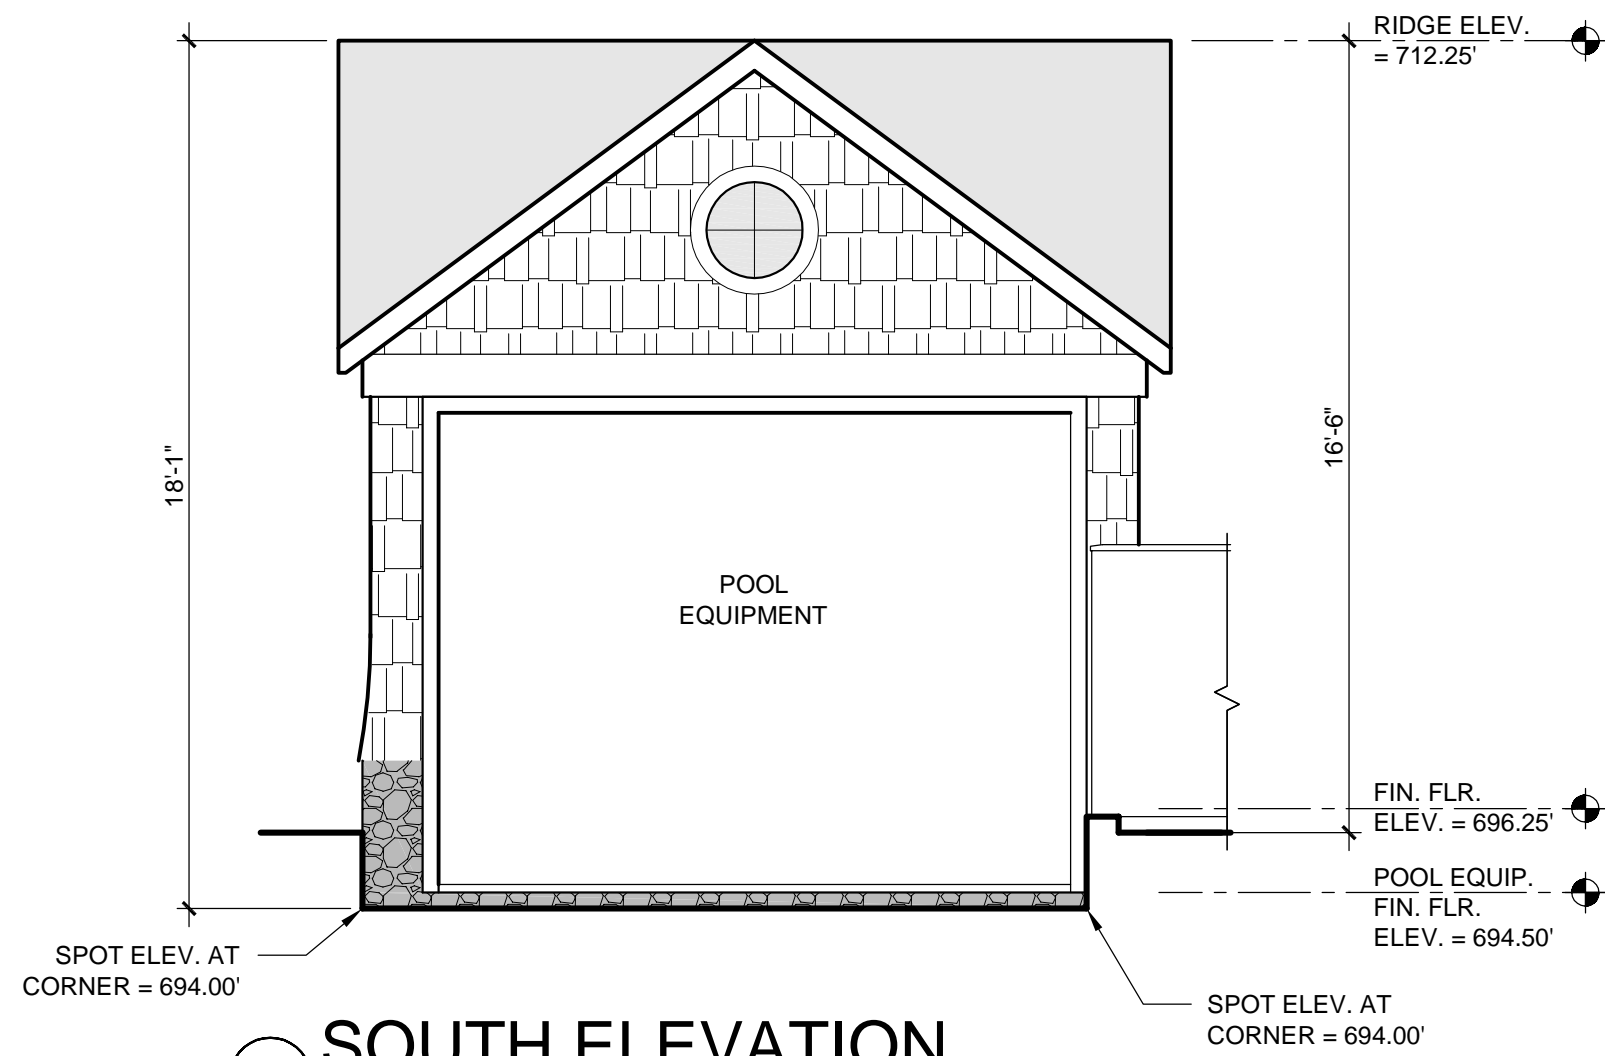 RIDGE ELEV.
= 712.25'
18'-1"
16'-6"
POOL
EQUIPMENT
FIN. FLR.
ELEV. = 696.25'
POOL EQUIP.
FIN. FLR.
ELEV. = 694.50'
SPOT ELEV. AT
CORNER = 694.00'
SPOT ELEV. AT
CORNER = 694.00'
SOUTH ELEVATION